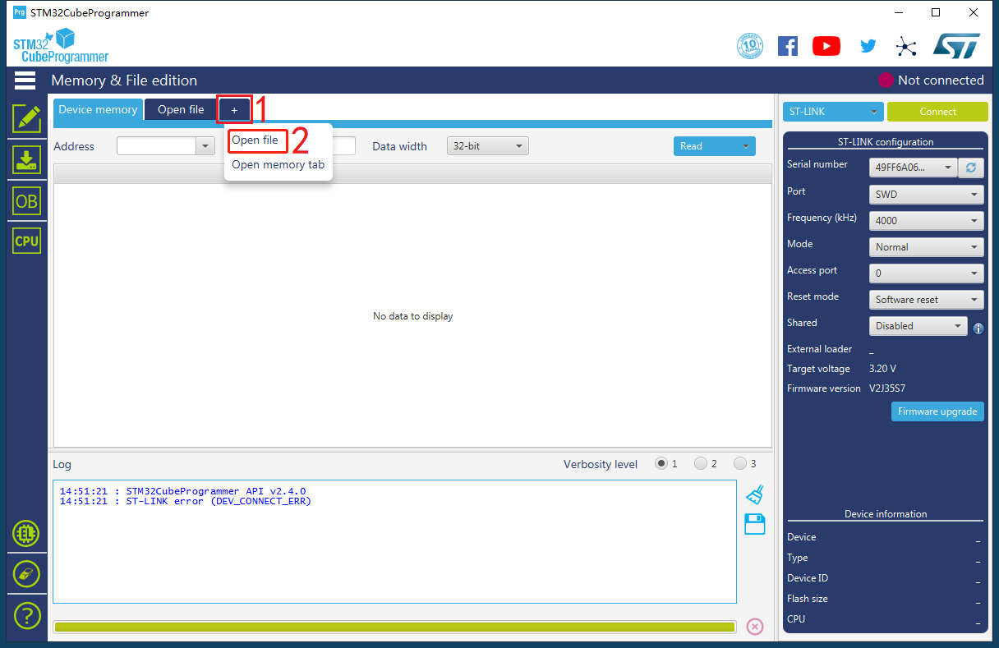 Prg STM32CubeProgrammer
STM32
CubeProgrammer
10 YEARS
ST
Memory & File edition
Not connected
Device memory
Open file
+
1
Open file
2
Open memory tab
Address
Data width
32-bit
Read
No data to display
Log
Verbosity level
1
2
3
14:51:21 : STM32CubeProgrammer API v2.4.0
14:51:21 : ST-LINK error (DEV_CONNECT_ERR)
OB
CPU
?
ST-LINK
Connect
ST-LINK configuration
Serial number 49FF6A06...
Port SWD
Frequency (kHz) 4000
Mode Normal
Access port 0
Reset mode Software reset
Shared Disabled
External loader _
Target voltage 3.20 V
Firmware version V2J35S7
Firmware upgrade
Device information
Device _
Type _
Device ID _
Flash size _
CPU _